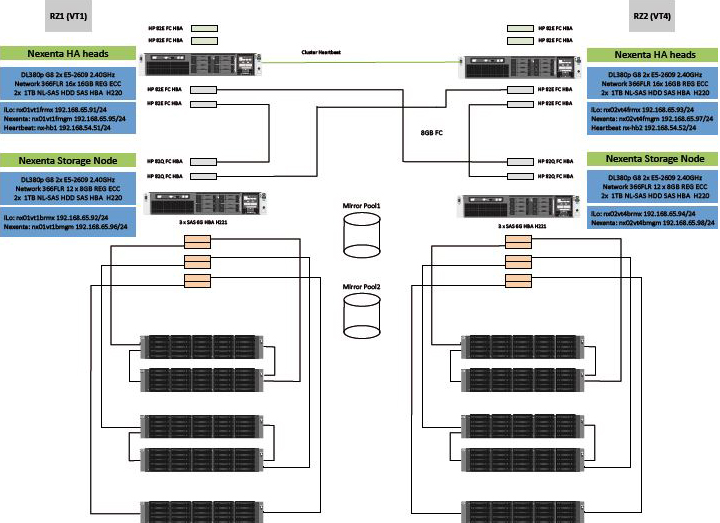 RZ1 (VT1)
HP 82E FC HBA
HP 82E FC HBA
Nexenta HA heads
DL380p G8 2x E5-2609 2.40GHz
Network 366FLR 16x 16GB REG ECC
2x 1TB NL-SAS HDD SAS HBA H220
iLo: nx01vt1frmx 192.168.65.91/24
Nexenta: nx01vt1fmgm 192.168.65.95/24
Heartbeat: nx-hb1 192.168.54.51/24
HP 82E FC HBA
HP 82E FC HBA
Nexenta Storage Node
DL380p G8 2x E5-2609 2.40GHz
Network 366FLR 12 x 8GB REG ECC
2x 1TB NL-SAS HDD SAS HBA H220
iLo: nx01vt1brmx 192.168.65.92/24
Nexenta: nx01vt1bmgm 192.168.65.96/24
HP 82Q FC HBA
HP 82Q FC HBA
3 x SAS 6G HBA H221
Cluster Heartbeat
8GB FC
Mirror Pool1
Mirror Pool2
RZ2 (VT4)
HP 82E FC HBA
HP 82E FC HBA
Nexenta HA heads
DL380p G8 2x E5-2609 2.40GHz
Network 366FLR 16x 16GB REG ECC
2x 1TB NL-SAS HDD SAS HBA H220
iLo: nx02vt4frmx 192.168.65.93/24
Nexenta: nx02vt4fmgm 192.168.65.97/24
Heartbeat nx-hb2 192.168.54.52/24
HP 82E FC HBA
HP 82E FC HBA
Nexenta Storage Node
DL380p G8 2x E5-2609 2.40GHz
Network 366FLR 12 x 8GB REG ECC
2x 1TB NL-SAS HDD SAS HBA H220
iLo: nx02vt4brmx 192.168.65.94/24
Nexenta: nx02vt4bmgm 192.168.65.98/24
HP 82Q FC HBA
HP 82Q FC HBA
3 x SAS 6G HBA H221